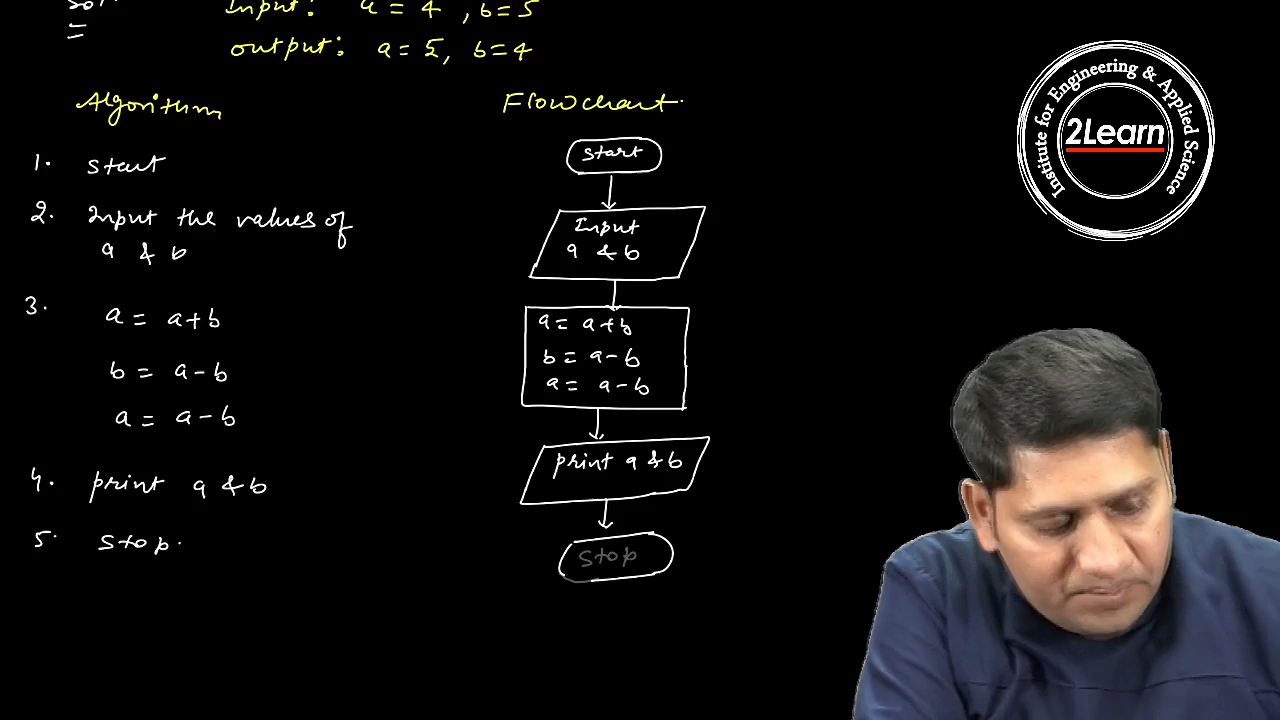 Input: a = 4 , b = 5
output: a = 5, b = 4
Algorithm
1. start
2. Input the values of
a & b
3. a = a+b
b = a-b
a = a-b
4. print a & b
5. stop.
Flowchart
start
Input
a & b
a = a+b
b = a-b
a = a-b
print a & b
stop
Institute for Engineering & Applied Science
2Learn